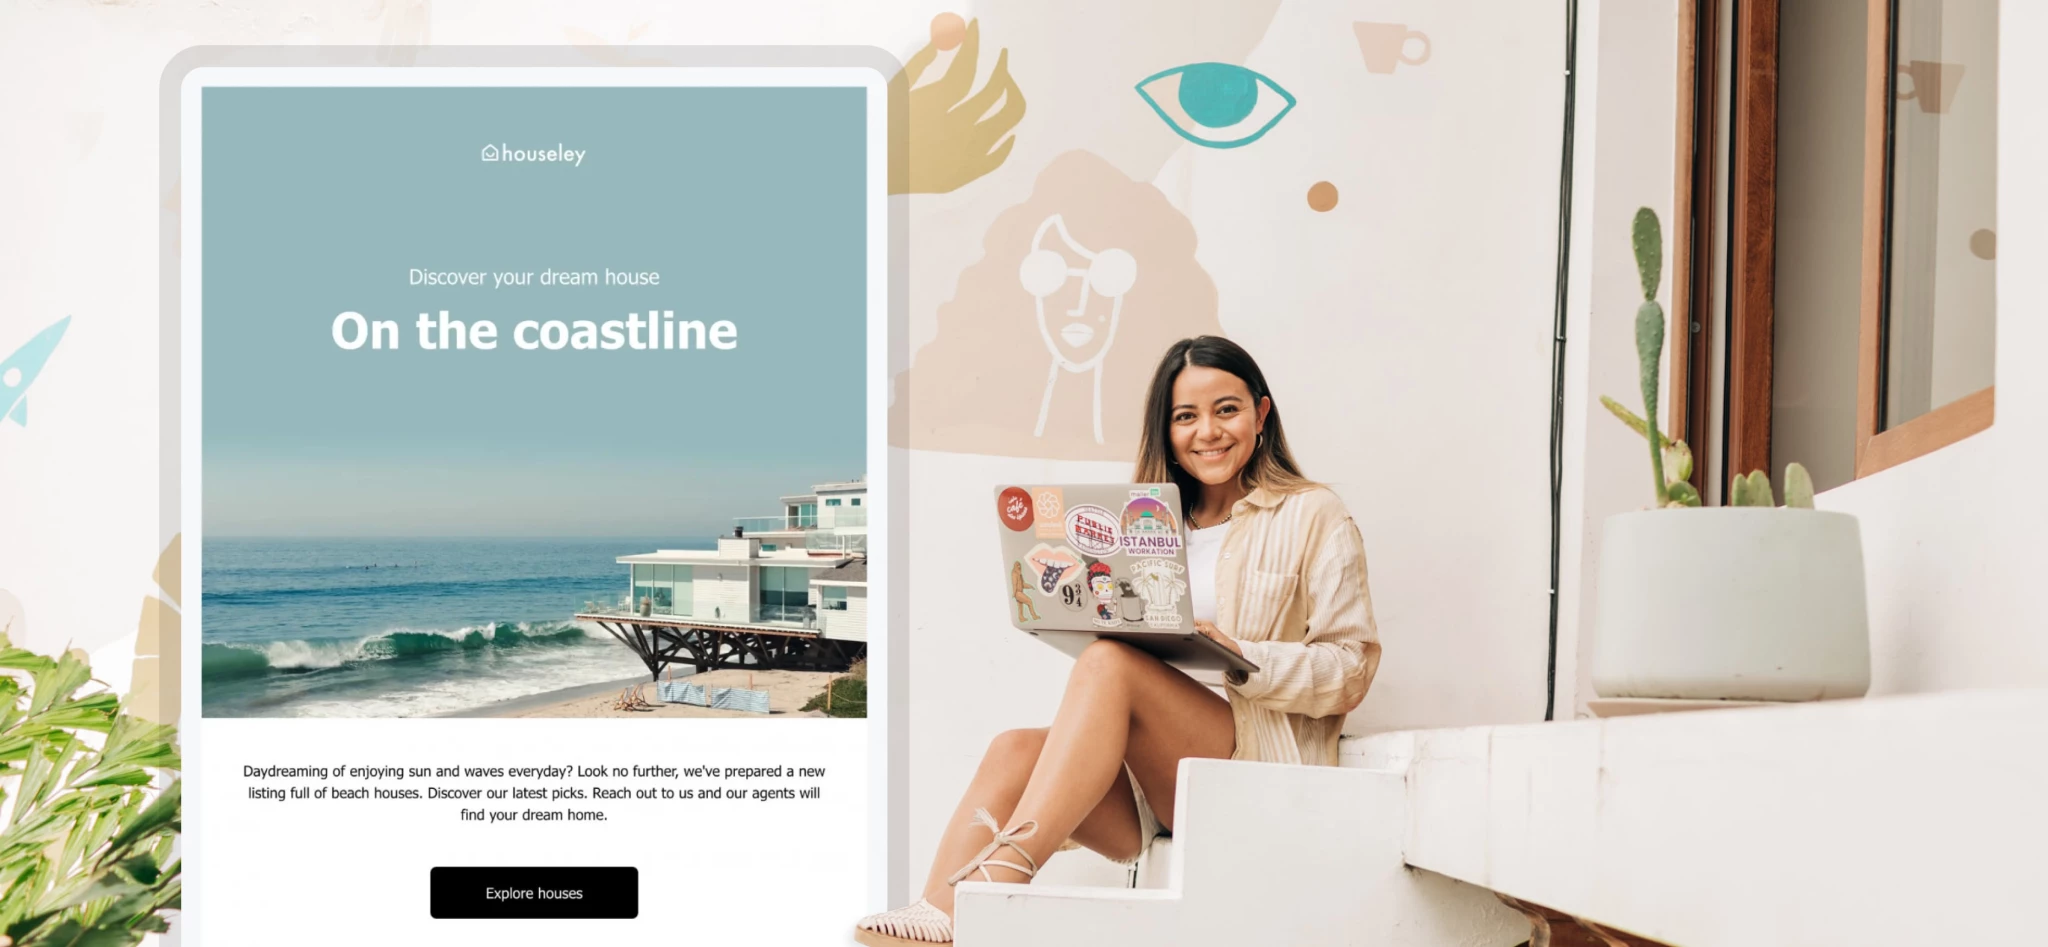 houseley
Discover your dream house
On the coastline
Daydreaming of enjoying sun and waves everyday? Look no further, we've prepared a new
listing full of beach houses. Discover our latest picks. Reach out to us and our agents will
find your dream home.
Explore houses
café
PUBLIC
MARKET
ISTANBUL
WORKATION
9 3/4
PACIFIC SURF
SAN DIEGO
CALIFORNIA